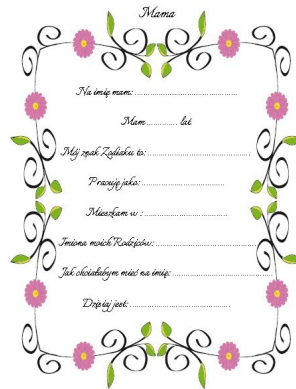 Mama
Na imię mam: ........................................
Mam ............ lat
Mój znak Zodiaku to: ........................................
Pracuję jako: ........................................
Mieszkam w : ................................
Imiona moich Rodziców: ........................................
Jak chciałabym mieć na imię: ........................................
Dzisiaj jest: ........................................